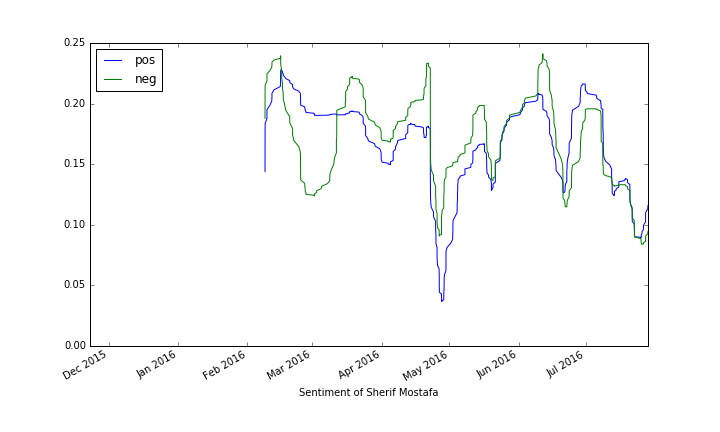 0.25
0.20
0.15
0.10
0.05
0.00
pos
neg
Dec 2015
Jan 2016
Feb 2016
Mar 2016
Apr 2016
May 2016
Jun 2016
Jul 2016
Sentiment of Sherif Mostafa